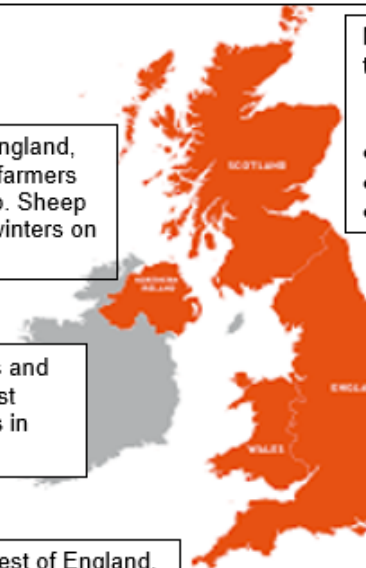 ngland,
farmers
o. Sheep
winters on
SCOTLAND
NORTHERN
IRELAND
s and
st
s in
ENGLA
WALES
est of England,